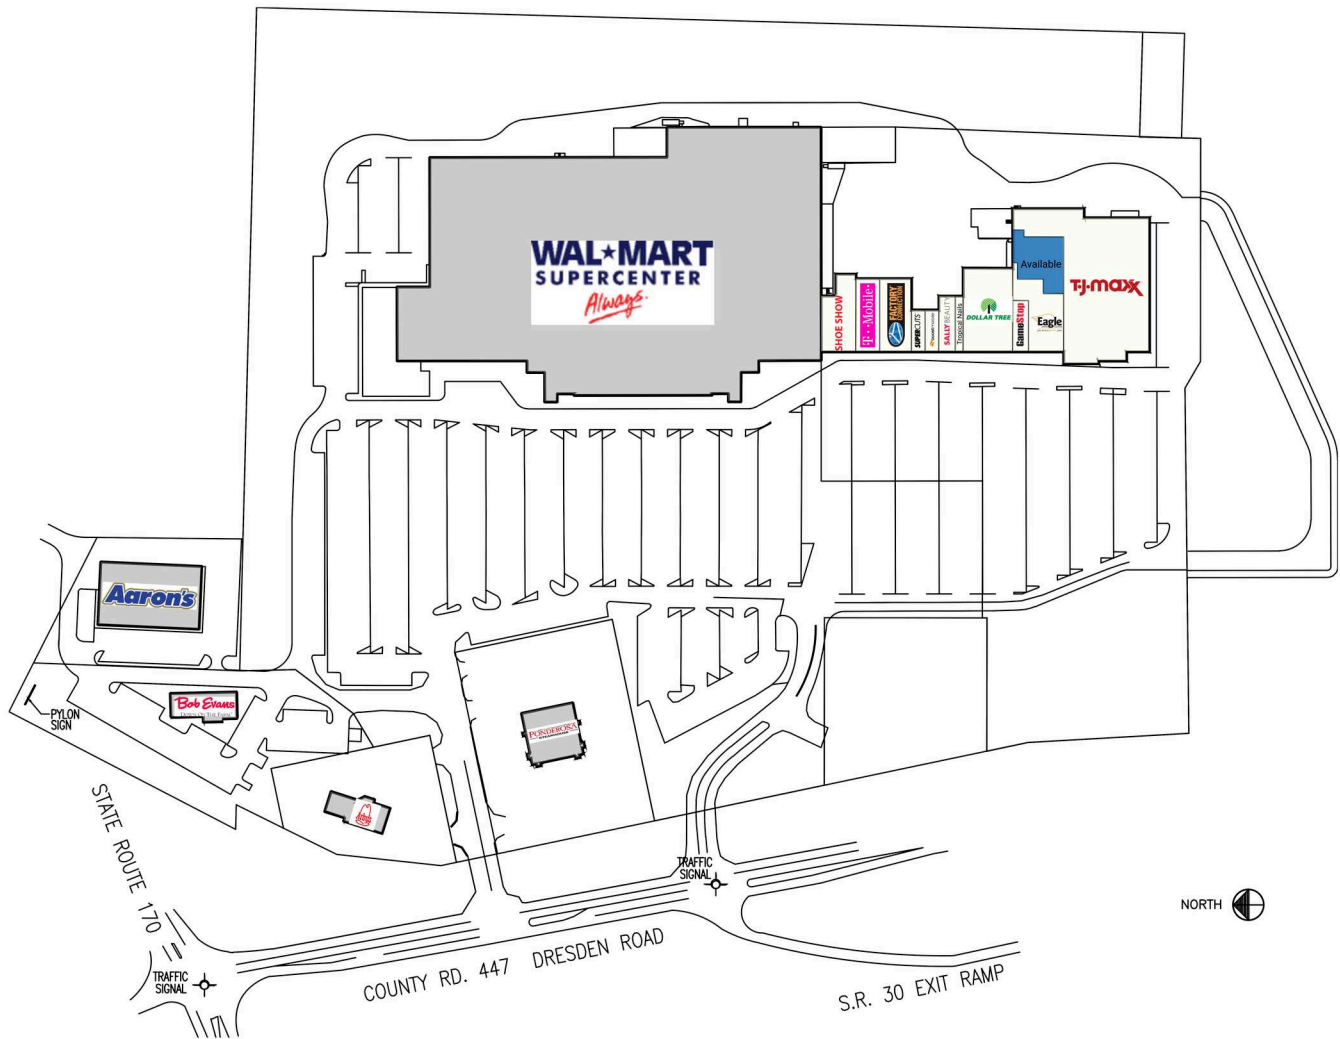 WAL★MART
SUPERCENTER
Always.
Available
T·J·maxx
SHOE SHOW
T··Mobile·
FACTORY
CONNECTION
SUPERCUTS
SALLY BEAUTY
Tropical Nails
DOLLAR TREE
GameStop
Eagle
Aaron's
Bob Evans
PYLON
SIGN
PONDEROSA
STEAKHOUSE
Arby's
STATE ROUTE 170
TRAFFIC
SIGNAL
TRAFFIC
SIGNAL
COUNTY RD. 447 DRESDEN ROAD
S.R. 30 EXIT RAMP
NORTH